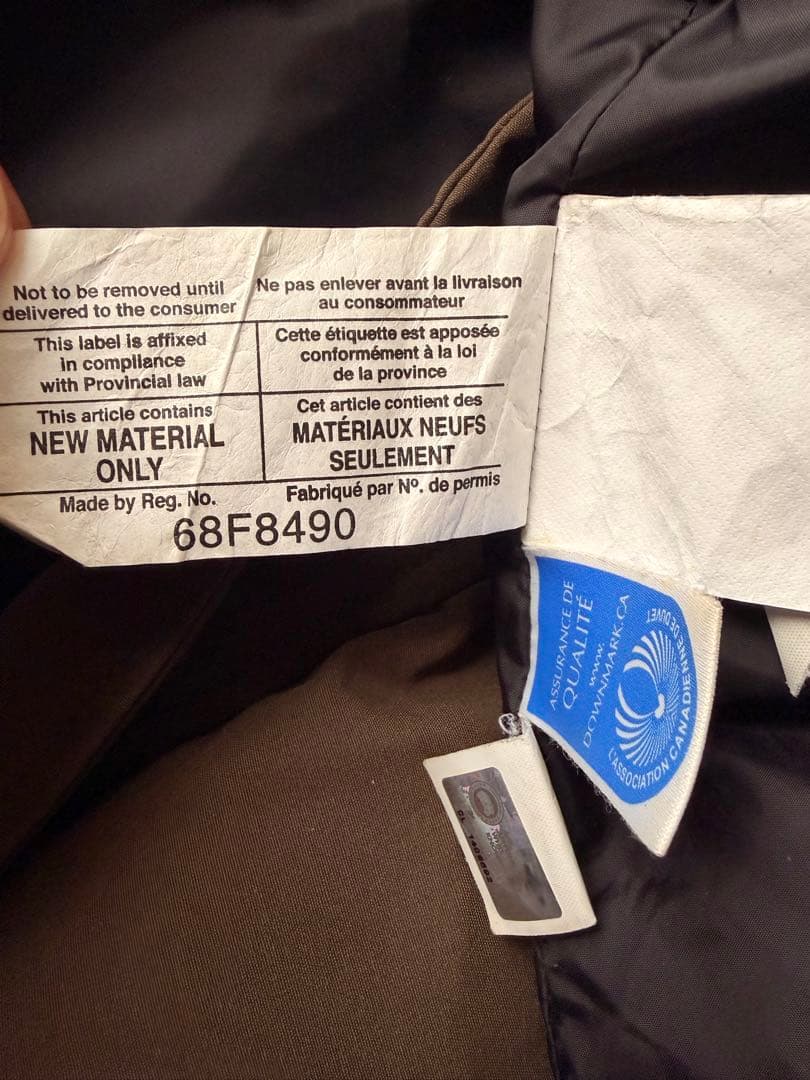 Not to be removed until
delivered to the consumer
Ne pas enlever avant la livraison
au consommateur
This label is affixed
in compliance
with Provincial law
Cette étiquette est apposée
conformément à la loi
de la province
This article contains
NEW MATERIAL
ONLY
Cet article contient des
MATÉRIAUX NEUFS
SEULEMENT
Made by Reg. No.
Fabriqué par Nº. de permis
68F8490
ASSURANCE DE
QUALITÉ
www.
DOWNMARK.CA
L'ASSOCIATION CANADIENNE DE DUVET